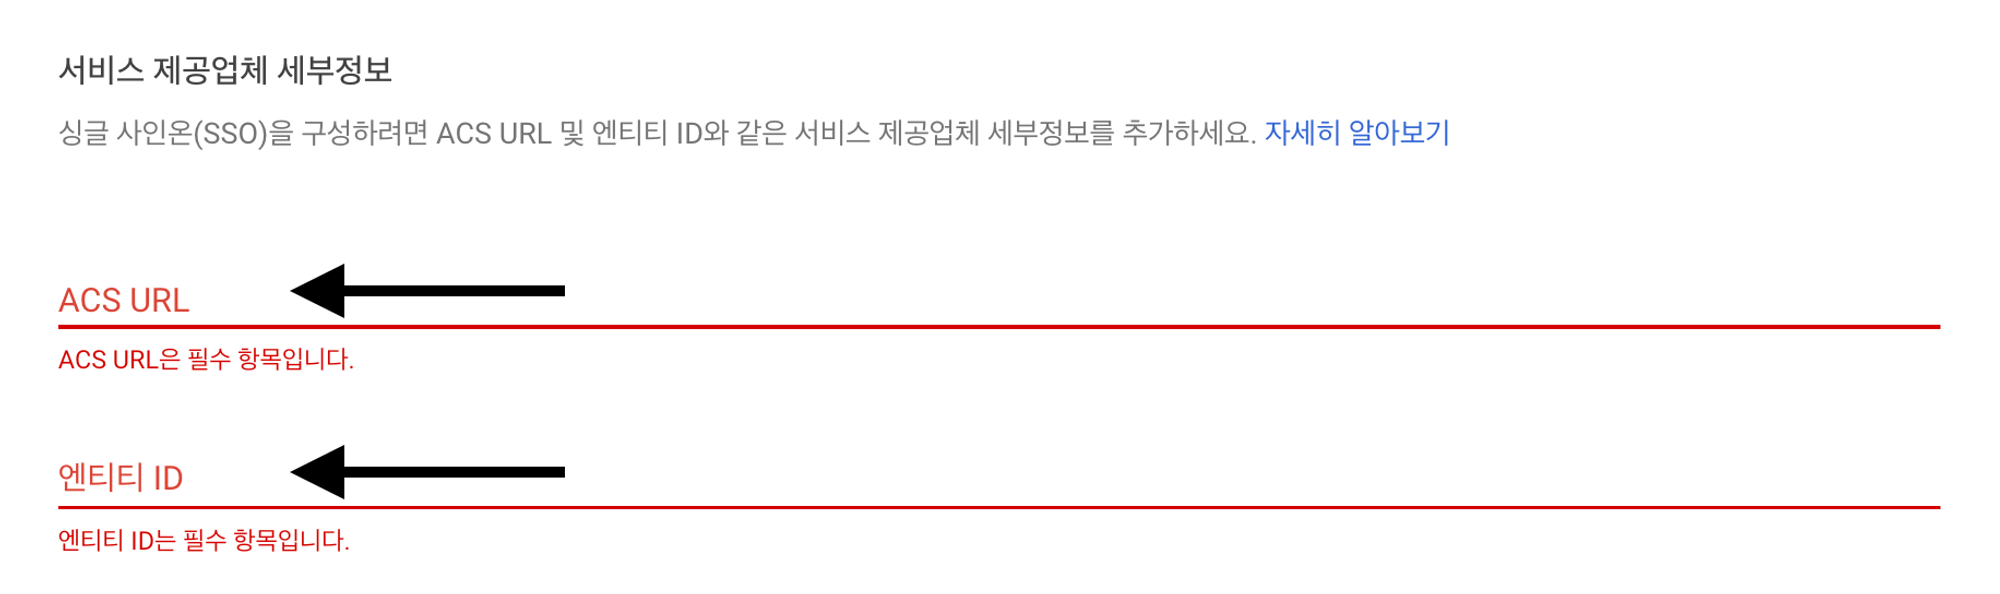 서비스 제공업체 세부정보
싱글 사인온(SSO)을 구성하려면 ACS URL 및 엔티티 ID와 같은 서비스 제공업체 세부정보를 추가하세요. 자세히 알아보기
ACS URL
ACS URL은 필수 항목입니다.
엔티티 ID
엔티티 ID는 필수 항목입니다.